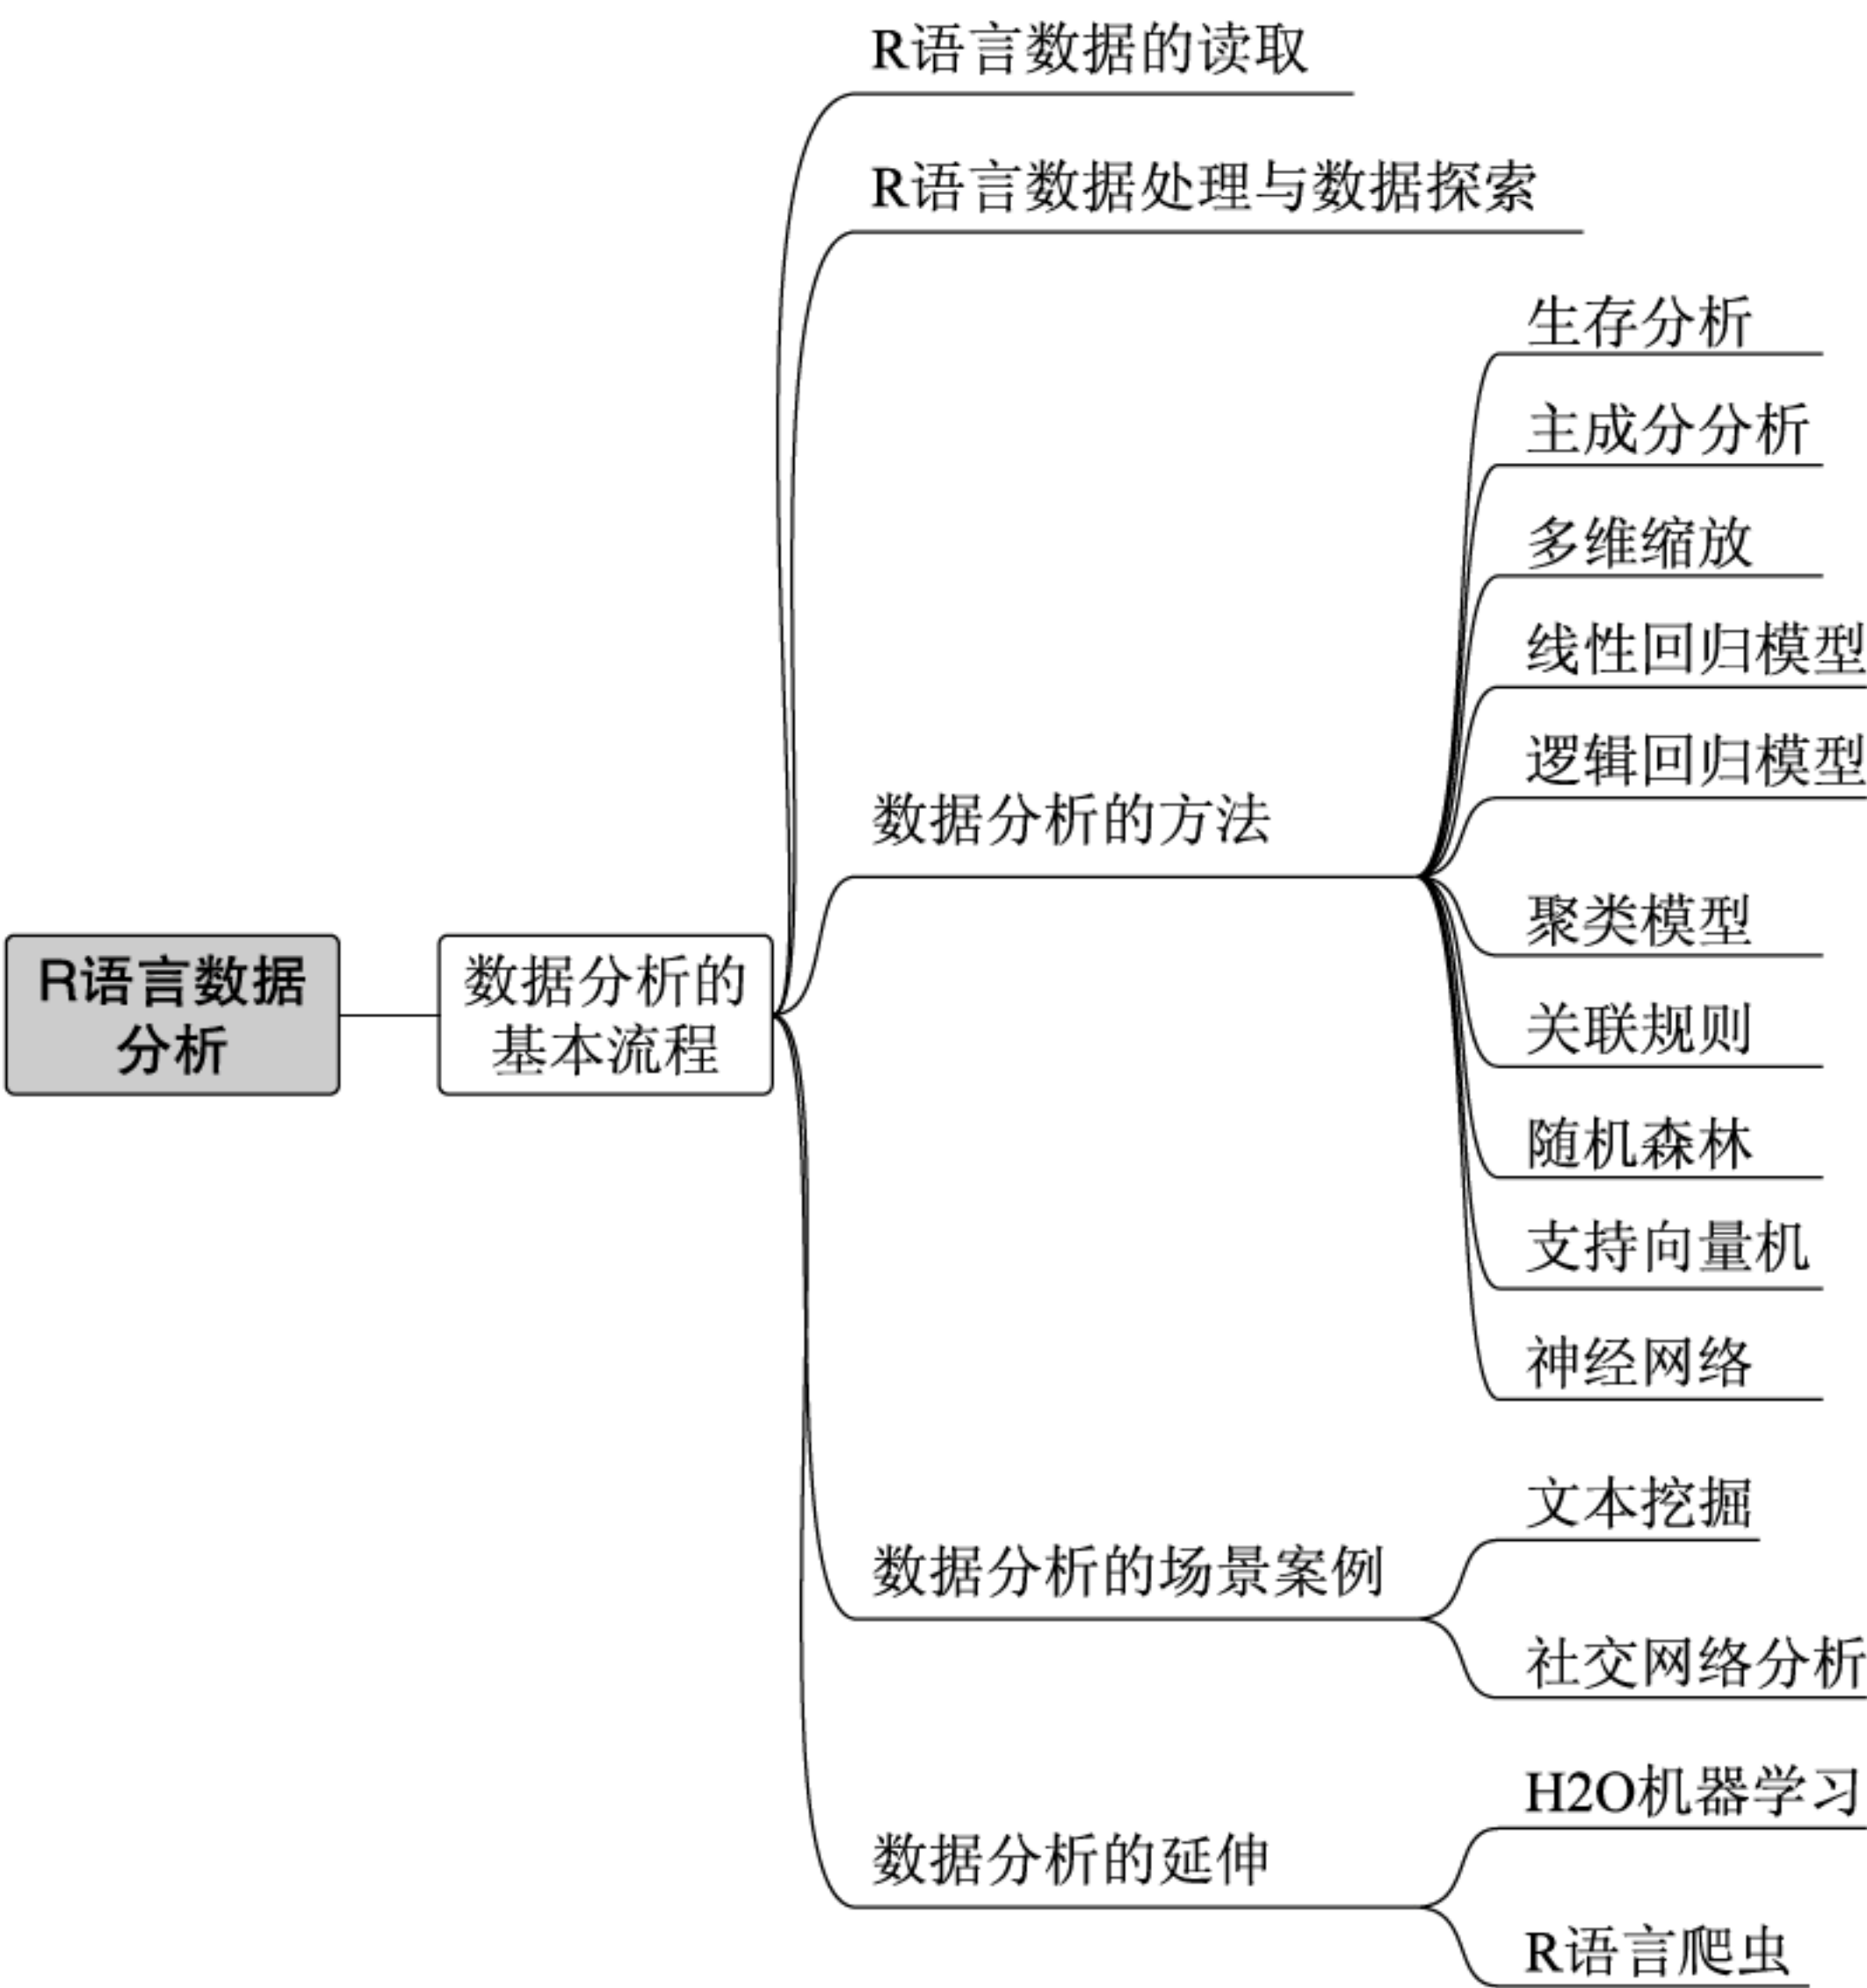 R语言数据的读取
R语言数据处理与数据探索
生存分析
主成分分析
多维缩放
线性回归模型
逻辑回归模型
数据分析的方法
聚类模型
R语言数据
分析
数据分析的
基本流程
关联规则
随机森林
支持向量机
神经网络
文本挖掘
数据分析的场景案例
社交网络分析
H2O机器学习
数据分析的延伸
R语言爬虫